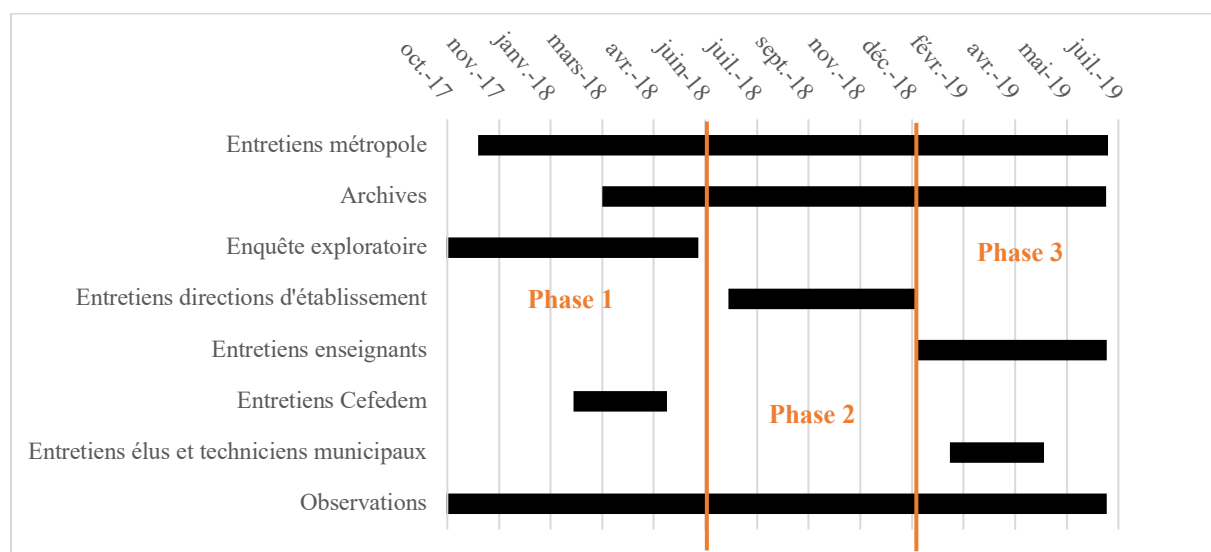 oct.-17
nov.-17
janv.-18
mars-18
avr.-18
juin-18
juil.-18
sept.-18
nov.-18
déc.-18
févr.-19
avr.-19
mai-19
juil.-19
Entretiens métropole
Archives
Enquête exploratoire
Phase 3
Entretiens directions d'établissement
Phase 1
Entretiens enseignants
Entretiens Cefedem
Phase 2
Entretiens élus et techniciens municipaux
Observations